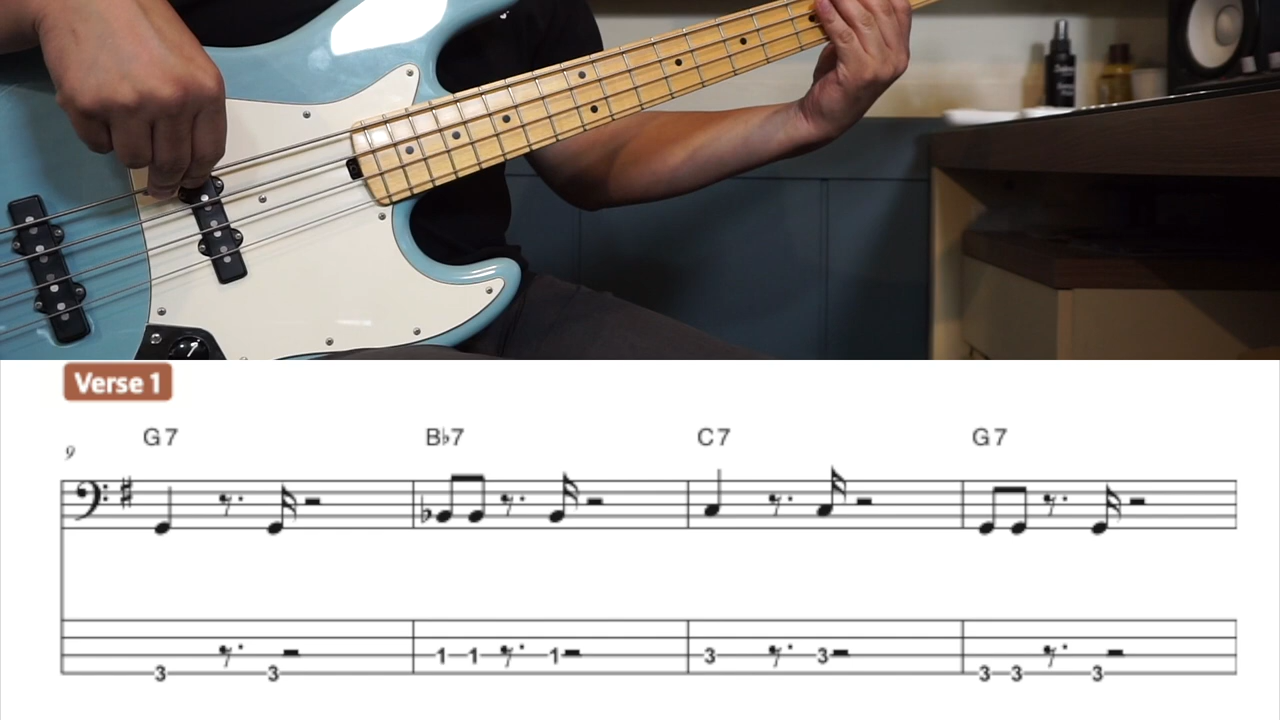 Verse 1
G7 B♭7 C7 G7
9
1 1 1 3 3
3 3 3 3 3